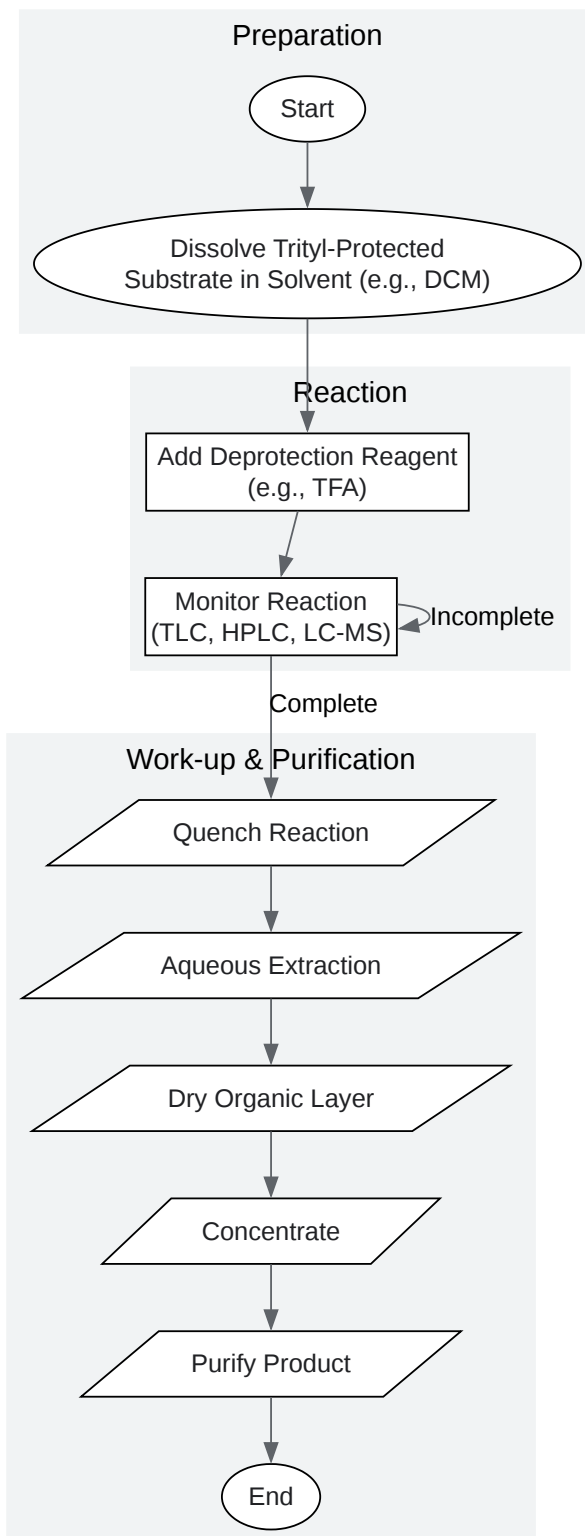 Preparation
Start
Dissolve Trityl-Protected
Substrate in Solvent (e.g., DCM)
Reaction
Add Deprotection Reagent
(e.g., TFA)
Monitor Reaction
(TLC, HPLC, LC-MS)
Incomplete
Complete
Work-up & Purification
Quench Reaction
Aqueous Extraction
Dry Organic Layer
Concentrate
Purify Product
End